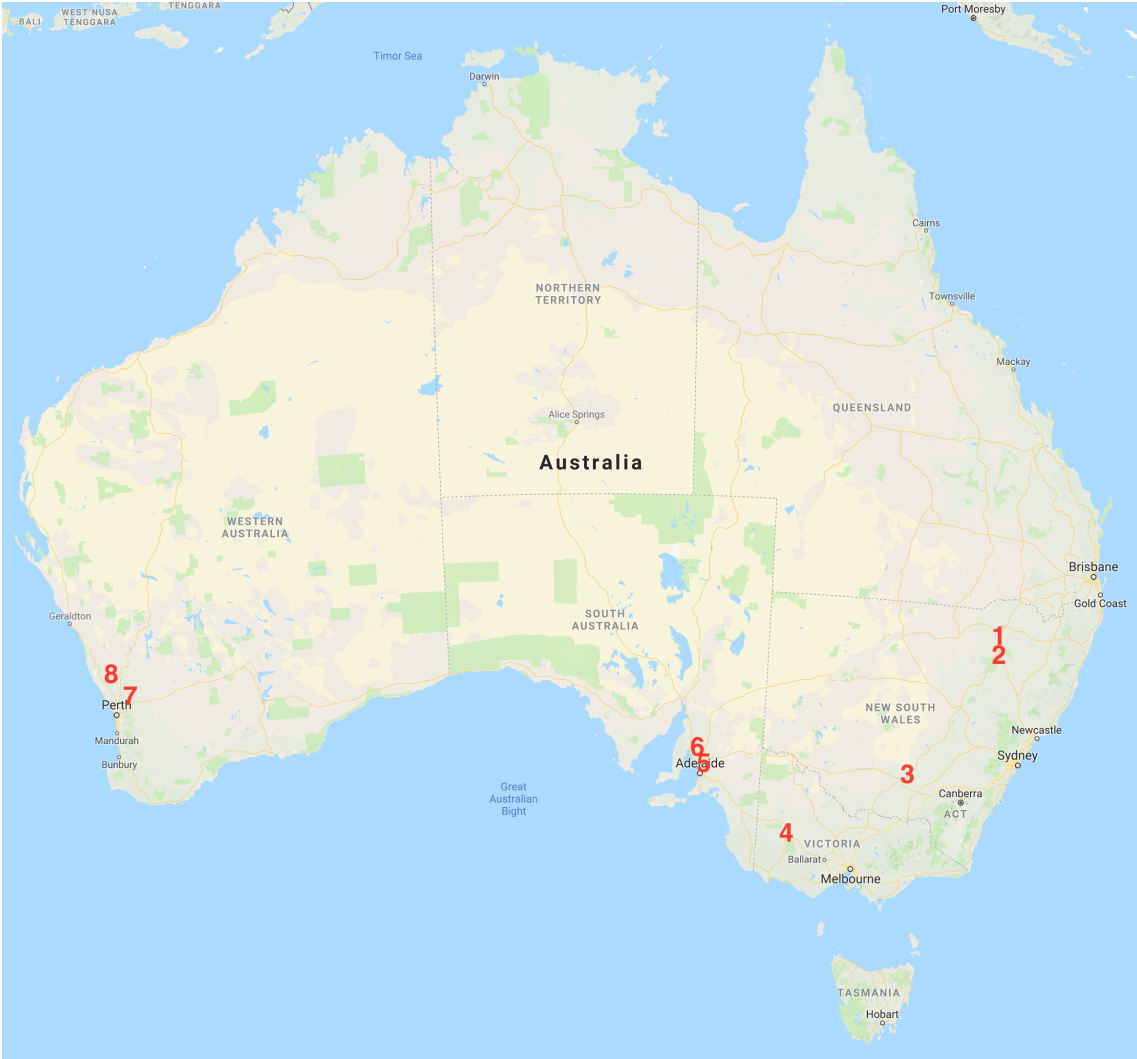 TENGGARA
BALI
WEST NUSA
TENGGARA
Port Moresby
Timor Sea
Darwin
Cairns
NORTHERN
TERRITORY
Townsville
Mackay
QUEENSLAND
Alice Springs
Australia
WESTERN
AUSTRALIA
Brisbane
Gold Coast
Geraldton
SOUTH
AUSTRALIA
1
2
8
7
Perth
NEW SOUTH
WALES
Newcastle
Mandurah
Bunbury
6
5
Adelaide
Sydney
3
Great
Australian
Bight
Canberra
ACT
4
VICTORIA
Ballarat
Melbourne
TASMANIA
Hobart